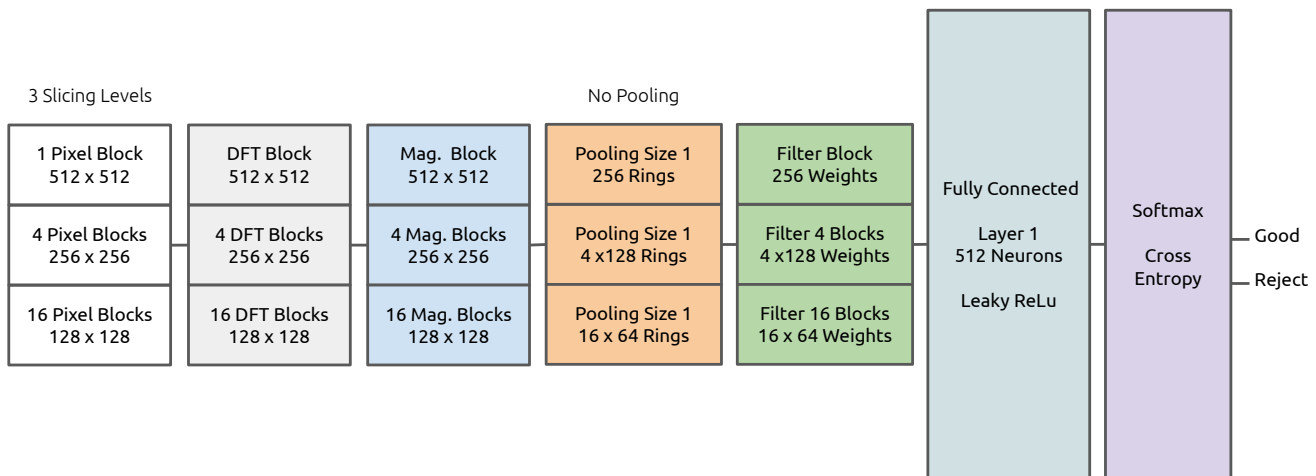 3 Slicing Levels
No Pooling
1 Pixel Block
512 x 512
4 Pixel Blocks
256 x 256
16 Pixel Blocks
128 x 128
DFT Block
512 x 512
4 DFT Blocks
256 x 256
16 DFT Blocks
128 x 128
Mag. Block
512 x 512
4 Mag. Blocks
256 x 256
16 Mag. Blocks
128 x 128
Pooling Size 1
256 Rings
Pooling Size 1
4 x128 Rings
Pooling Size 1
16 x 64 Rings
Filter Block
256 Weights
Filter 4 Blocks
4 x128 Weights
Filter 16 Blocks
16 x 64 Weights
Fully Connected
Layer 1
512 Neurons
Leaky ReLu
Softmax
Cross
Entropy
Good
Reject